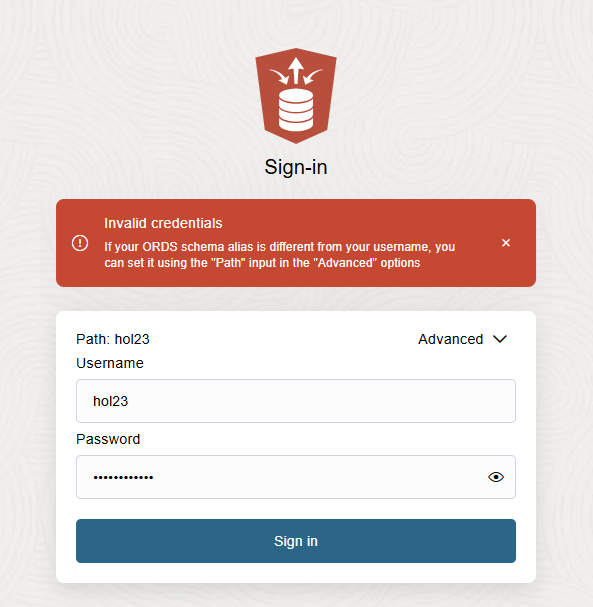 Sign-in
Invalid credentials
If your ORDS schema alias is different from your username, you
can set it using the "Path" input in the "Advanced" options
Path: hol23
Advanced
Username
hol23
Password
••••••••••••
Sign in